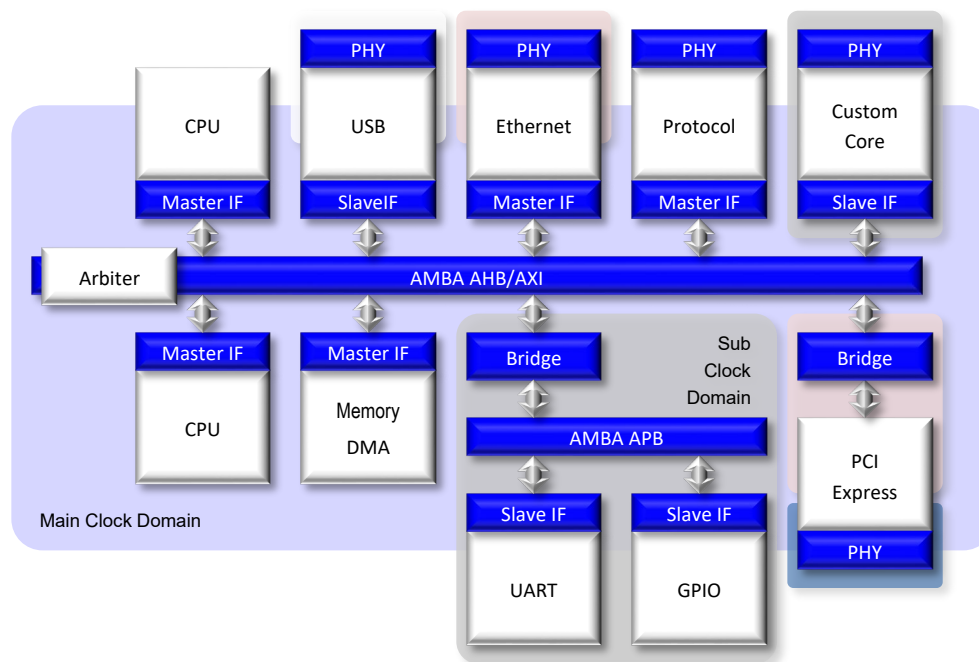 PHY
PHY
PHY
PHY
CPU
USB
Ethernet
Protocol
Custom
Core
Master IF
SlaveIF
Master IF
Master IF
Slave IF
Arbiter
AMBA AHB/AXI
Master IF
Master IF
Bridge
Sub
Clock
Domain
Bridge
CPU
Memory
DMA
AMBA APB
PCI
Express
Slave IF
Slave IF
Main Clock Domain
PHY
UART
GPIO